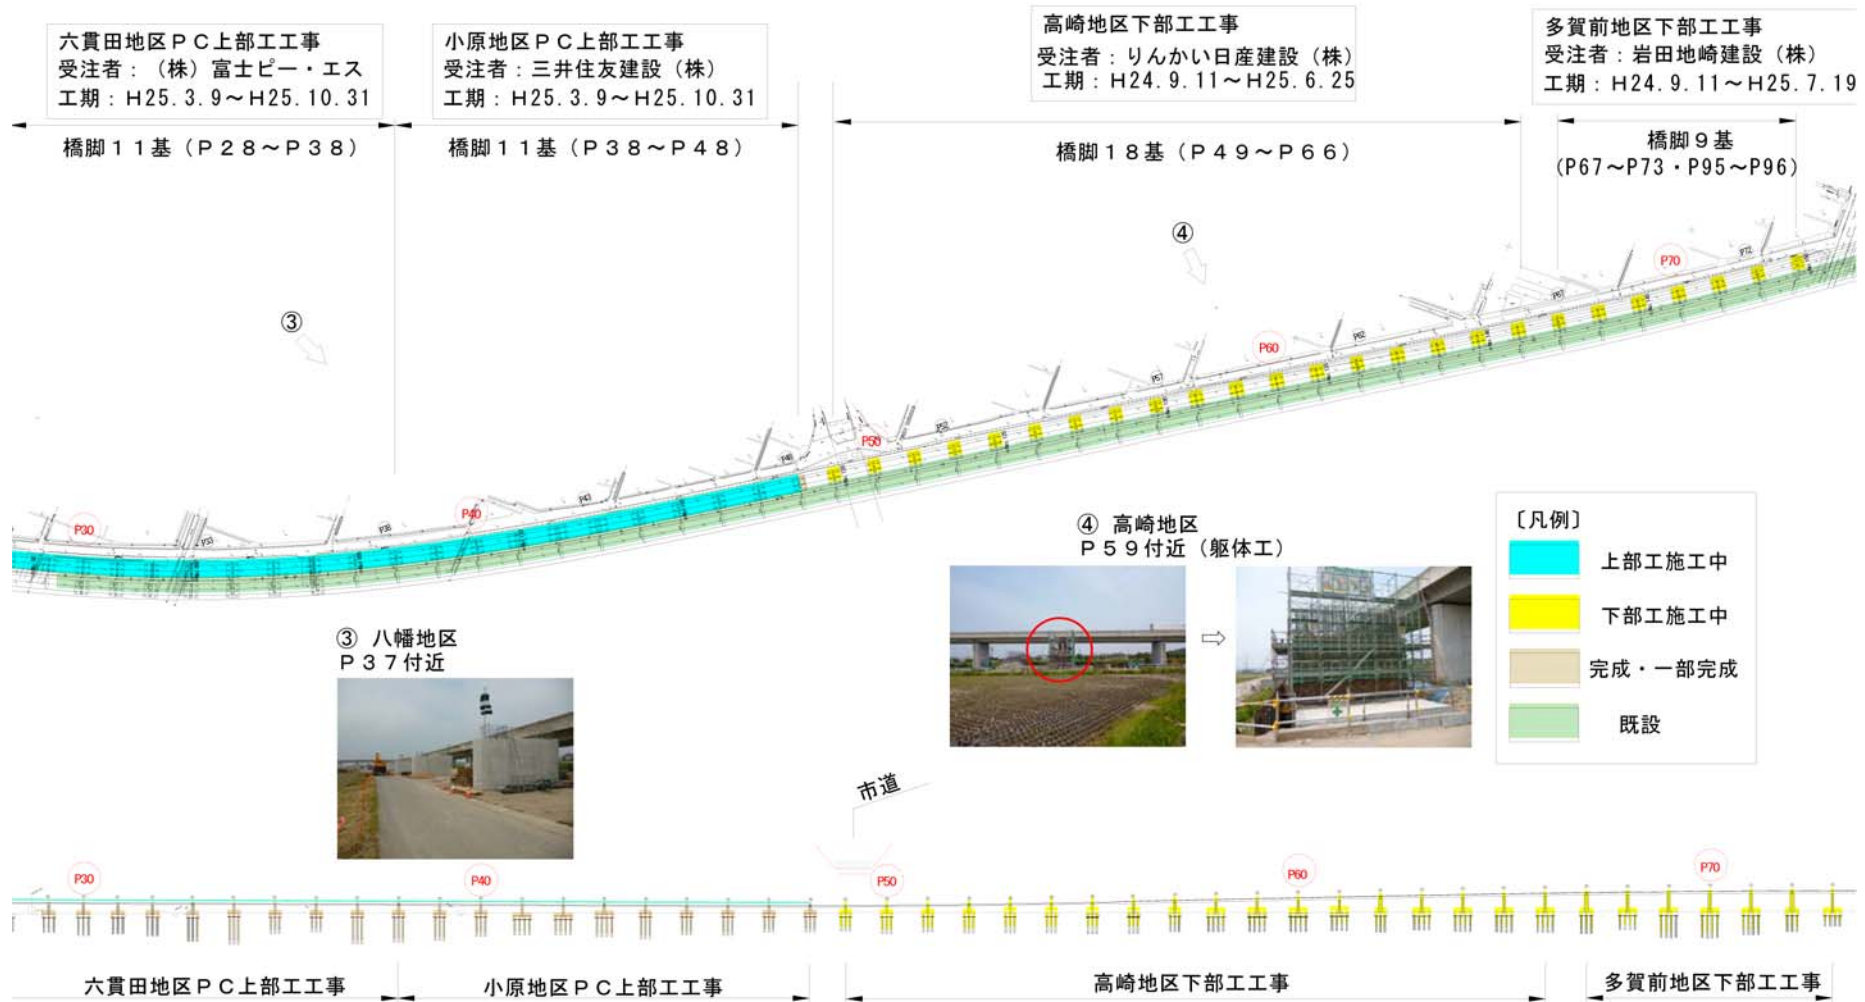 六貫田地区ＰＣ上部工工事
受注者：（株）富士ピー・エス
工期：H25.3.9～H25.10.31
小原地区ＰＣ上部工工事
受注者：三井住友建設（株）
工期：H25.3.9～H25.10.31
高崎地区下部工工事
受注者：りんかい日産建設（株）
工期：H24.9.11～H25.6.25
多賀前地区下部工工事
受注者：岩田地崎建設（株）
工期：H24.9.11～H25.7.19
橋脚１１基（Ｐ２８～Ｐ３８）
橋脚１１基（Ｐ３８～Ｐ４８）
橋脚１８基（Ｐ４９～Ｐ６６）
橋脚９基
(P67～P73・P95～P96)
③
④
P30
P33
P38
P40
P43
P48
P50
P52
P57
P60
P62
P67
P70
P72
③ 八幡地区
Ｐ３７付近
④ 高崎地区
Ｐ５９付近（躯体工）
⇨
〔凡例〕
上部工施工中
下部工施工中
完成・一部完成
既設
市道
P30
P40
P50
P60
P70
六貫田地区ＰＣ上部工工事
小原地区ＰＣ上部工工事
高崎地区下部工工事
多賀前地区下部工工事